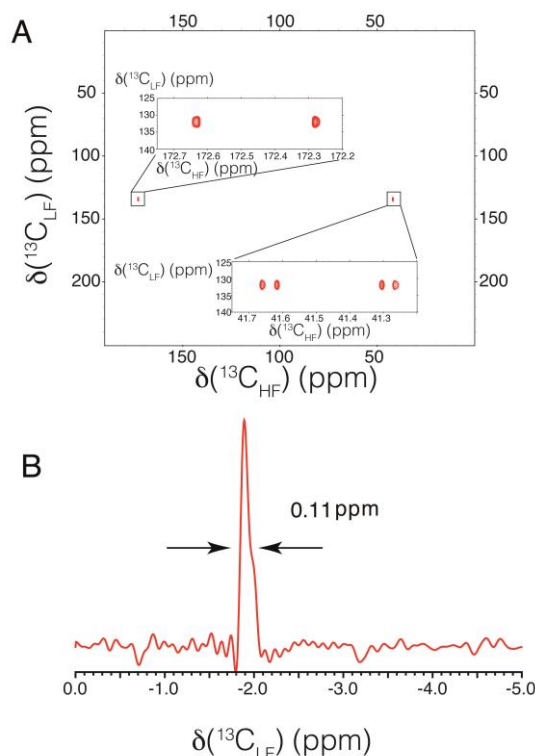 A
150 100 50
50 50
100 100
150 150
200 200
δ(¹³C_LF) (ppm)
δ(¹³C_LF) (ppm)
125
130
135
140
172.7 172.6 172.5 172.4 172.3 172.2
δ(¹³C_HF) (ppm)
δ(¹³C_LF) (ppm)
125
130
135
140
41.7 41.6 41.5 41.4 41.3
δ(¹³C_HF) (ppm)
150 100 50
δ(¹³C_HF) (ppm)
B
0.11 ppm
0.0 -1.0 -2.0 -3.0 -4.0 -5.0
δ(¹³C_LF) (ppm)